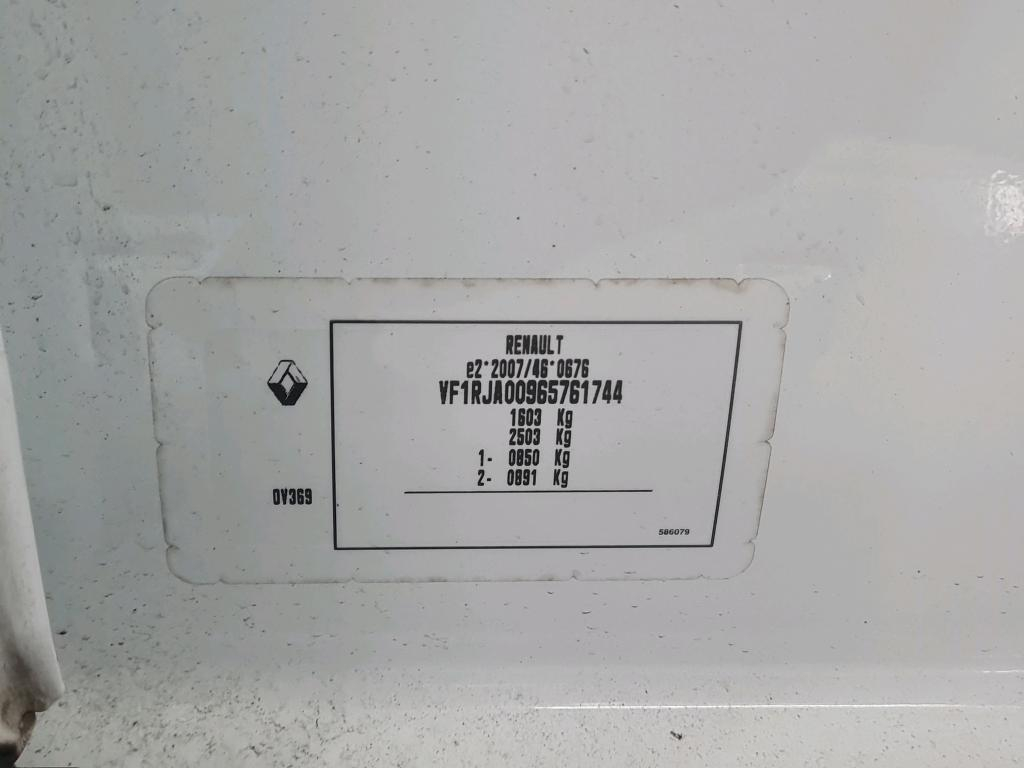 RENAULT
e2*2007/46*0676
VF1RJA00965761744
1603 Kg
2503 Kg
1- 0850 Kg
2- 0891 Kg
0V369
586079